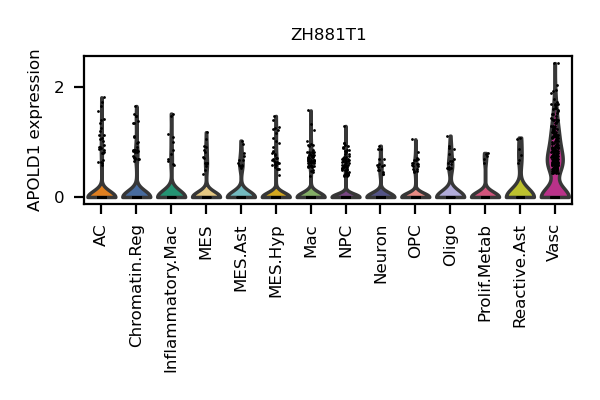 ZH881T1
APOLD1 expression
2
0
AC
Chromatin.Reg
Inflammatory.Mac
MES
MES.Ast
MES.Hyp
Mac
NPC
Neuron
OPC
Oligo
Prolif.Metab
Reactive.Ast
Vasc